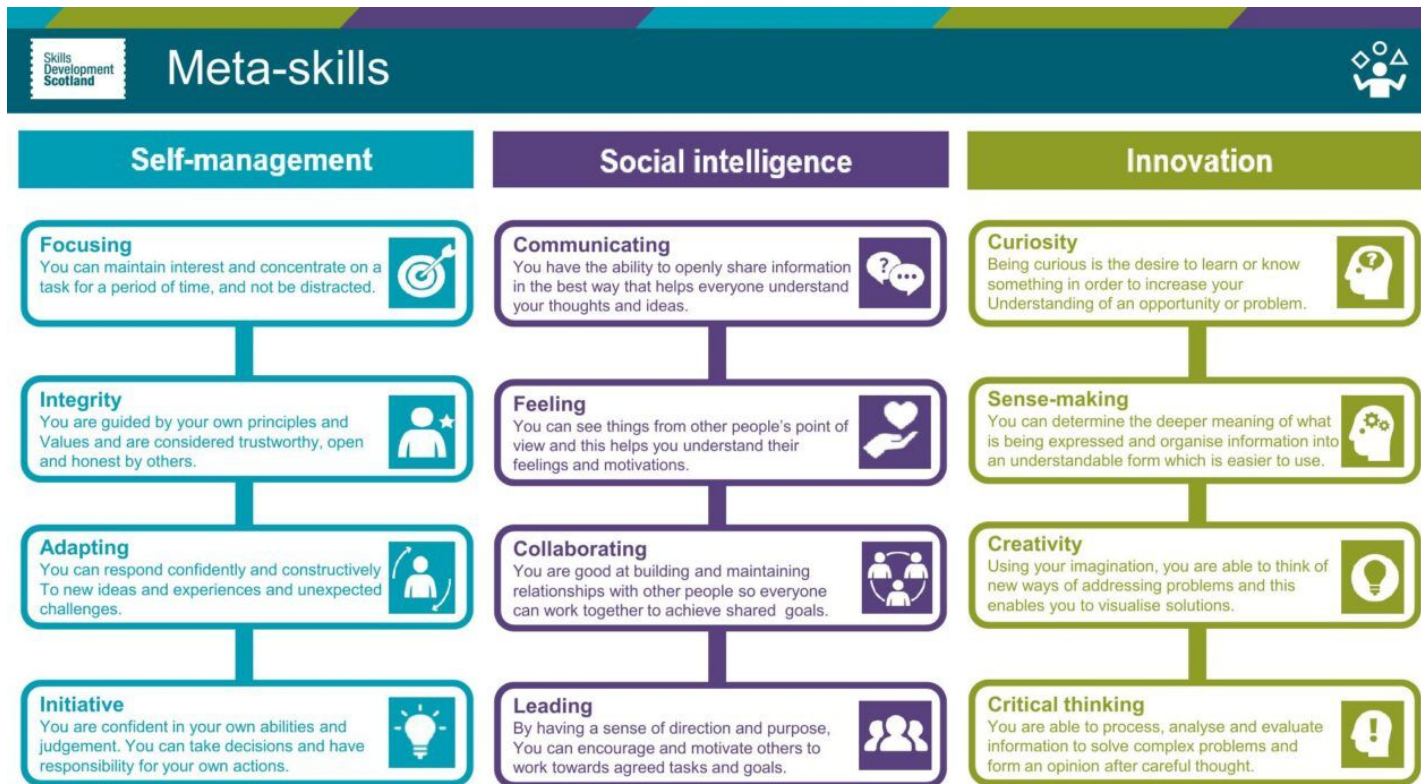 Skills
Development
Scotland
Meta-skills
Self-management
Focusing
You can maintain interest and concentrate on a
task for a period of time, and not be distracted.
Integrity
You are guided by your own principles and
Values and are considered trustworthy, open
and honest by others.
Adapting
You can respond confidently and constructively
To new ideas and experiences and unexpected
challenges.
Initiative
You are confident in your own abilities and
judgement. You can take decisions and have
responsibility for your own actions.
Social intelligence
Communicating
You have the ability to openly share information
in the best way that helps everyone understand
your thoughts and ideas.
?
...
Feeling
You can see things from other people's point of
view and this helps you understand their
feelings and motivations.
Collaborating
You are good at building and maintaining
relationships with other people so everyone
can work together to achieve shared goals.
Leading
By having a sense of direction and purpose,
You can encourage and motivate others to
work towards agreed tasks and goals.
Innovation
Curiosity
Being curious is the desire to learn or know
something in order to increase your
Understanding of an opportunity or problem.
?
Sense-making
You can determine the deeper meaning of what
is being expressed and organise information into
an understandable form which is easier to use.
Creativity
Using your imagination, you are able to think of
new ways of addressing problems and this
enables you to visualise solutions.
Critical thinking
You are able to process, analyse and evaluate
information to solve complex problems and
form an opinion after careful thought.
!